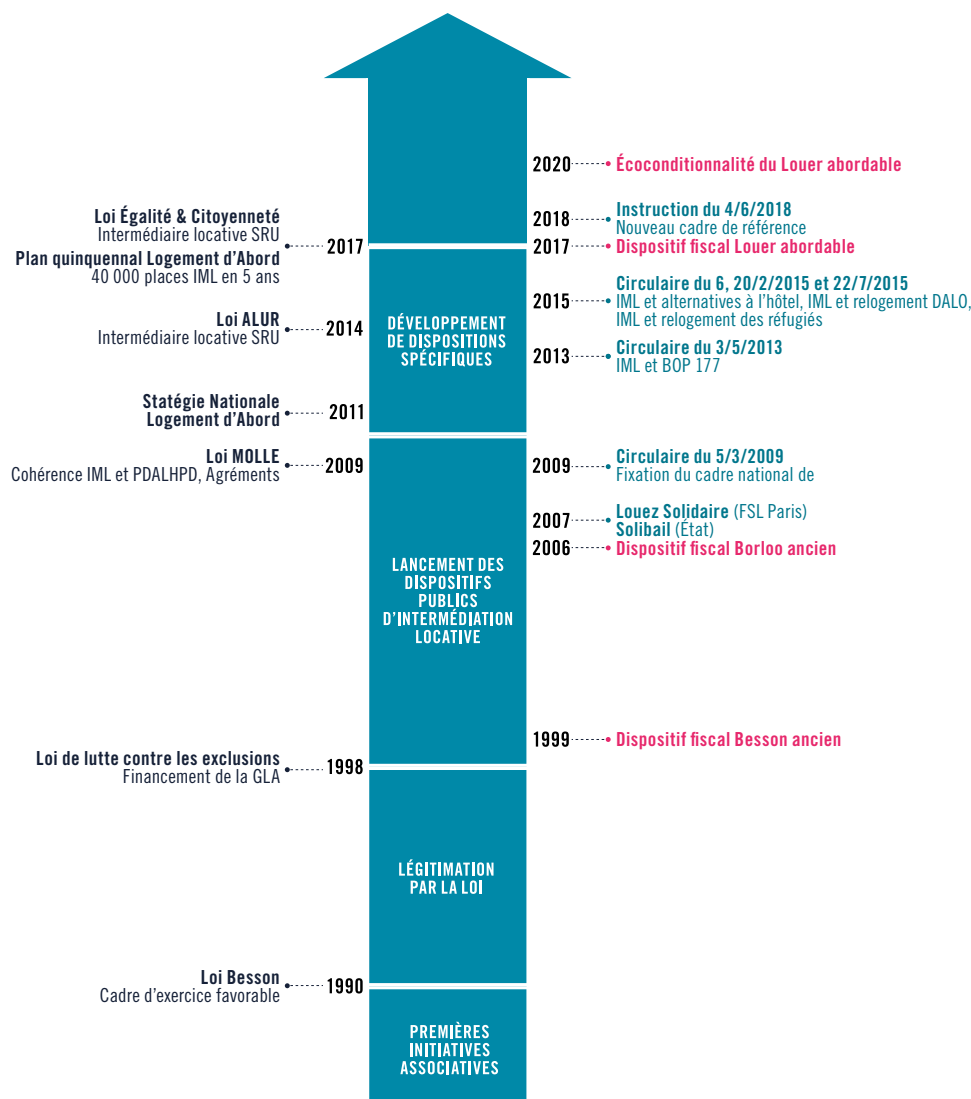 2020
Écoconditionnalité du Louer abordable
Loi Égalité & Citoyenneté
Intermédiaire locative SRU
2017
Plan quinquennal Logement d'Abord
40 000 places IML en 5 ans
2018
Instruction du 4/6/2018
Nouveau cadre de référence
2017
Dispositif fiscal Louer abordable
2015
Circulaire du 6, 20/2/2015 et 22/7/2015
IML et alternatives à l'hôtel, IML et relogement DALO,
IML et relogement des réfugiés
Loi ALUR
Intermédiaire locative SRU
2014
DÉVELOPPEMENT
DE DISPOSITIONS
SPÉCIFIQUES
2013
Circulaire du 3/5/2013
IML et BOP 177
Statégie Nationale
Logement d'Abord
2011
Loi MOLLE
Cohérence IML et PDALHPD, Agréments
2009
2009
Circulaire du 5/3/2009
Fixation du cadre national de
2007
Louez Solidaire (FSL Paris)
Solibail (État)
2006
Dispositif fiscal Borloo ancien
LANCEMENT DES
DISPOSITIFS
PUBLICS
D'INTERMÉDIATION
LOCATIVE
1999
Dispositif fiscal Besson ancien
Loi de lutte contre les exclusions
Financement de la GLA
1998
LÉGITIMATION
PAR LA LOI
Loi Besson
Cadre d'exercice favorable
1990
PREMIÈRES
INITIATIVES
ASSOCIATIVES